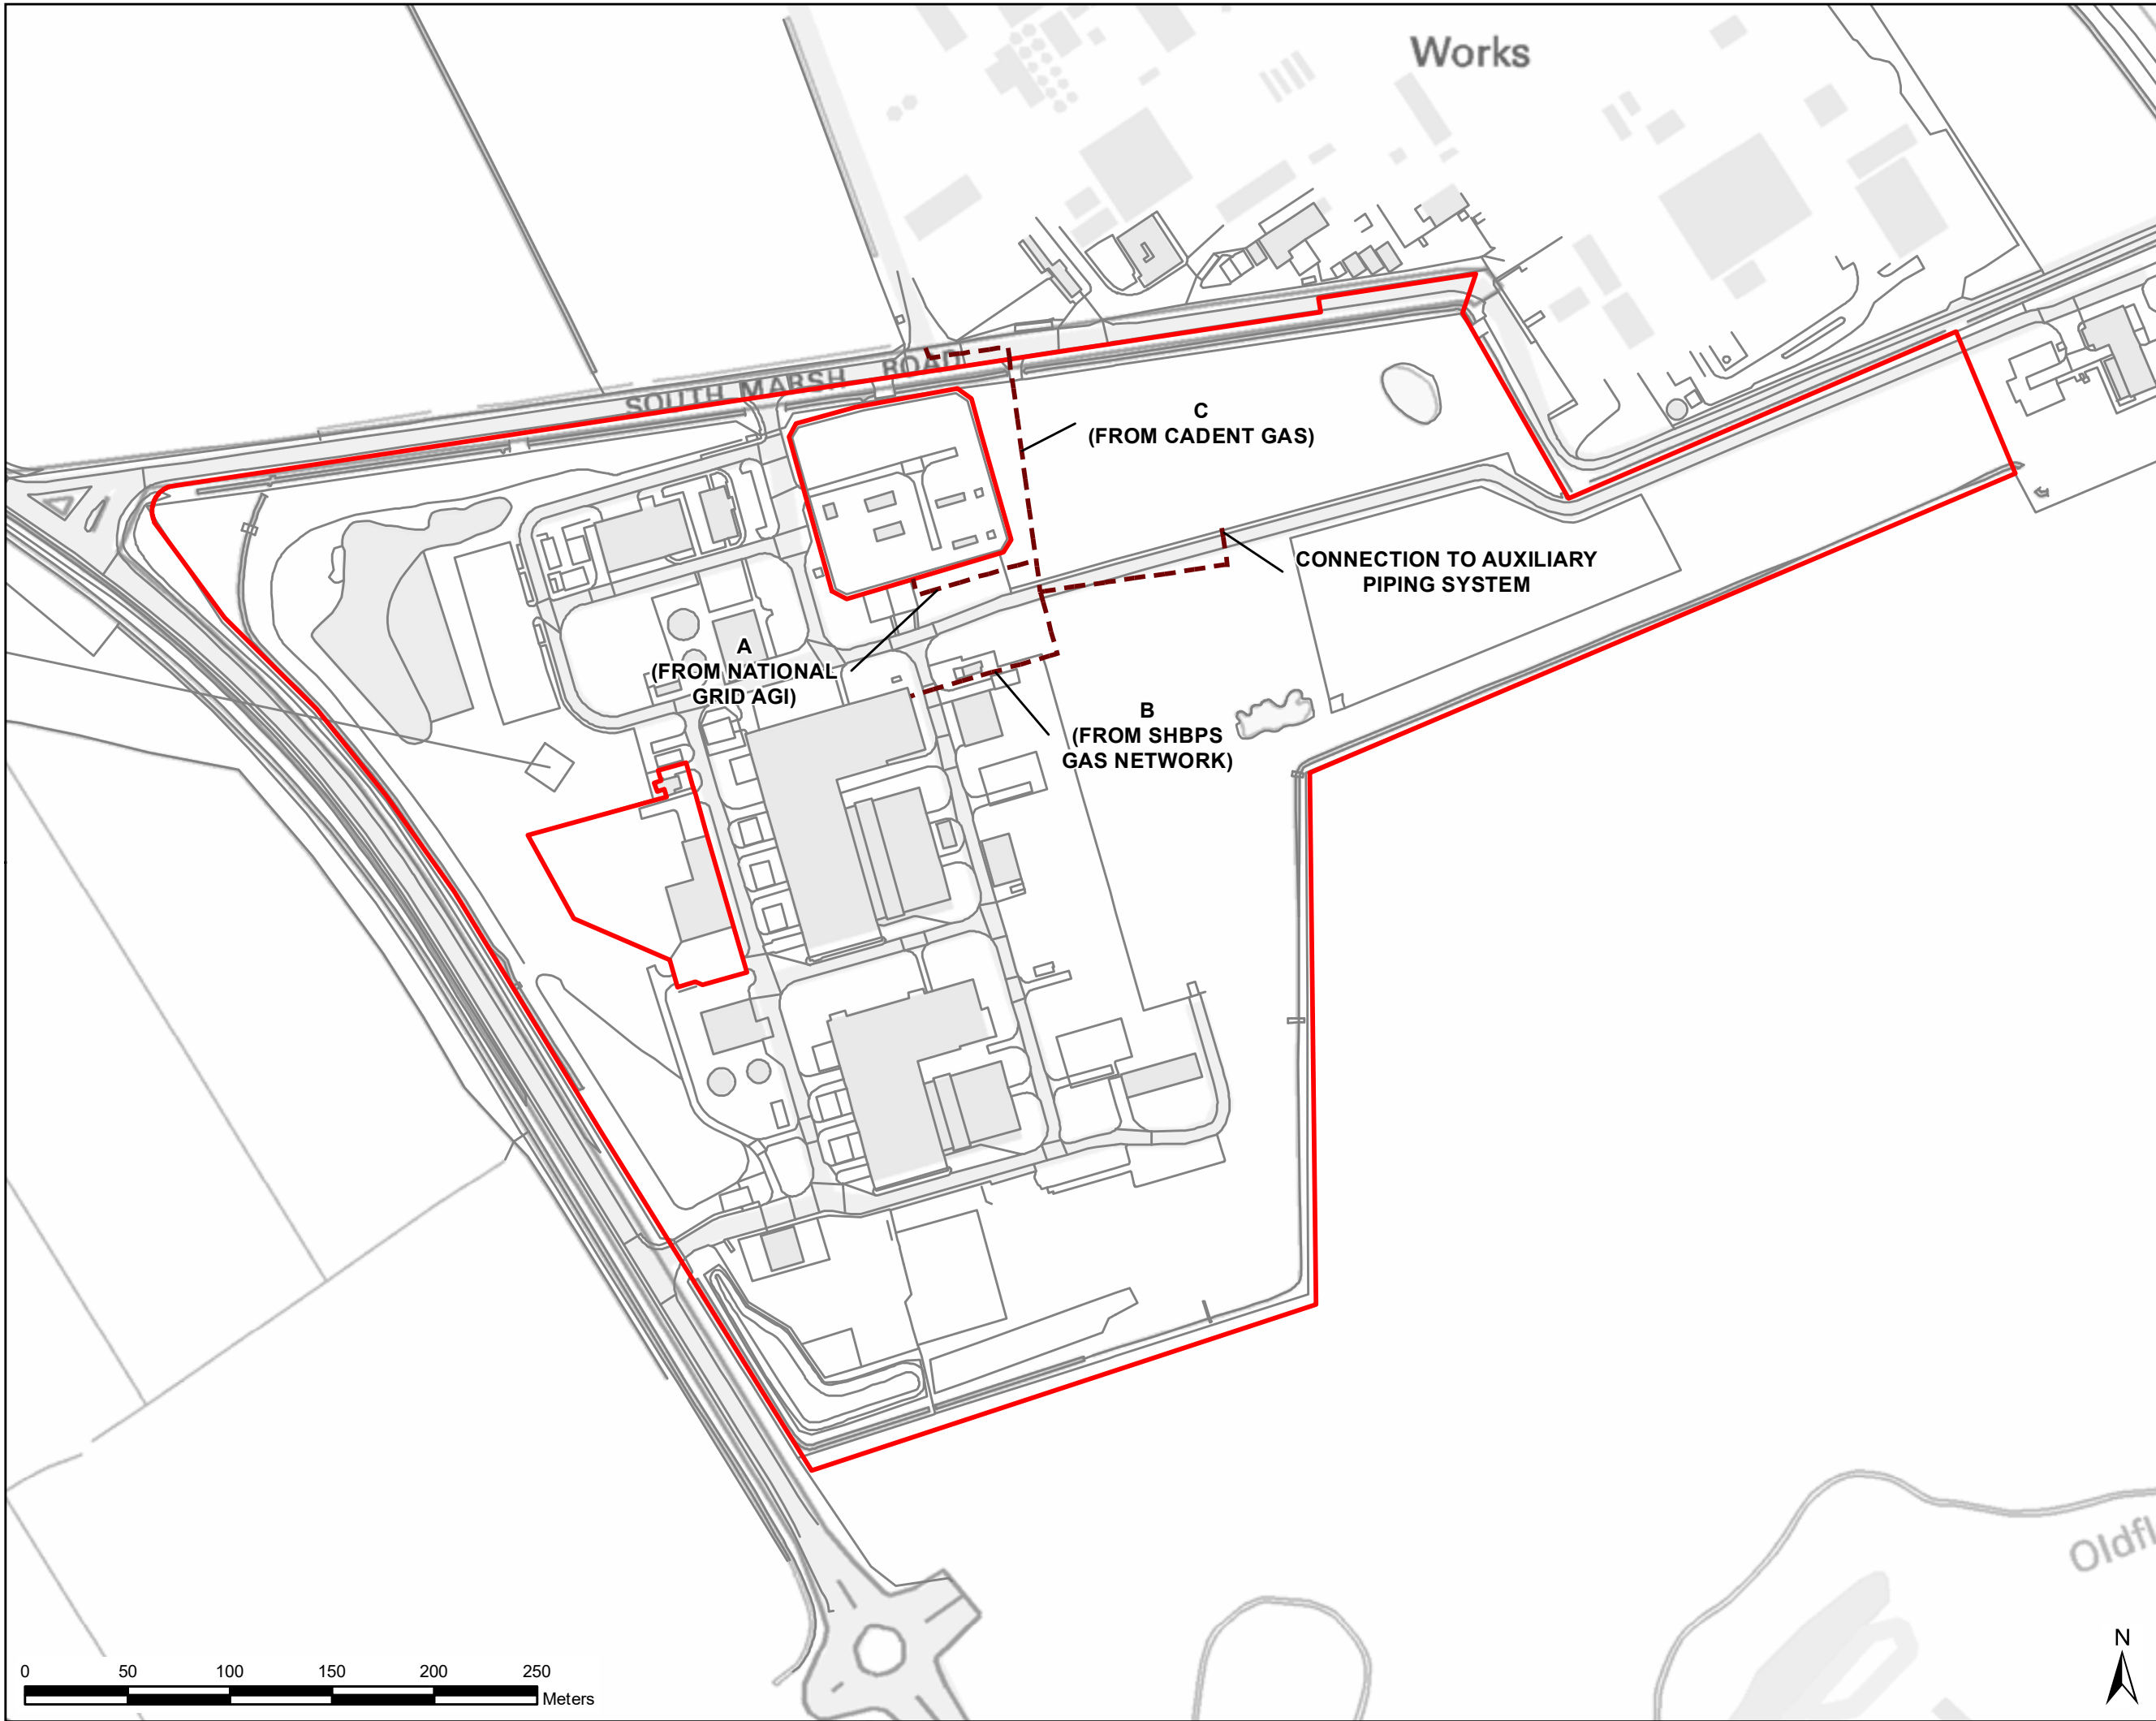 Works
SOUTH MARSH ROAD
C
(FROM CADENT GAS)
CONNECTION TO AUXILIARY
PIPING SYSTEM
A
(FROM NATIONAL
GRID AGI)
B
(FROM SHBPS
GAS NETWORK)
Oldfl
N
0 50 100 150 200 250
Meters